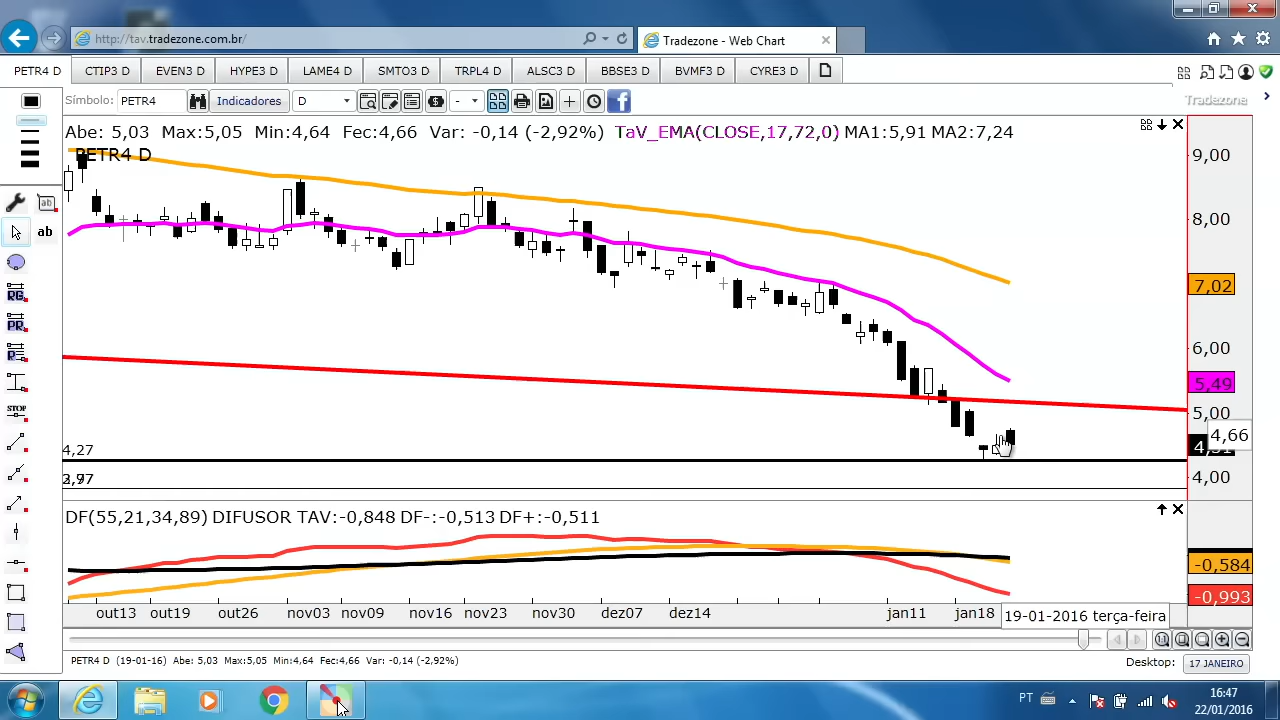 http://tav.tradezone.com.br/
Tradezone - Web Chart
PETR4 D
CTIP3 D
EVEN3 D
HYPE3 D
LAME4 D
SMTO3 D
TRPL4 D
ALSC3 D
BBSE3 D
BVMF3 D
CYRE3 D
Símbolo: PETR4
Indicadores
D
-
Tradezone
Abe: 5,03 Max:5,05 Min:4,64 Fec:4,66 Var: -0,14 (-2,92%) TaV_EMA(CLOSE,17,72,0) MA1:5,91 MA2:7,24
PETR4 D
9,00
8,00
7,02
6,00
5,49
5,00
4,66
4,00
4,27
ab
ab
RG
PR
P
STOP
DF(55,21,34,89) DIFUSOR TAV:-0,848 DF-:-0,513 DF+:-0,511
-0,584
-0,993
out13 out19 out26 nov03 nov09 nov16 nov23 nov30 dez07 dez14 jan11 jan18
19-01-2016 terça-feira
PETR4 D (19-01-16) Abe: 5,03 Max:5,05 Min:4,64 Fec:4,66 Var: -0,14 (-2,92%)
Desktop: 17 JANEIRO
PT
16:47
22/01/2016